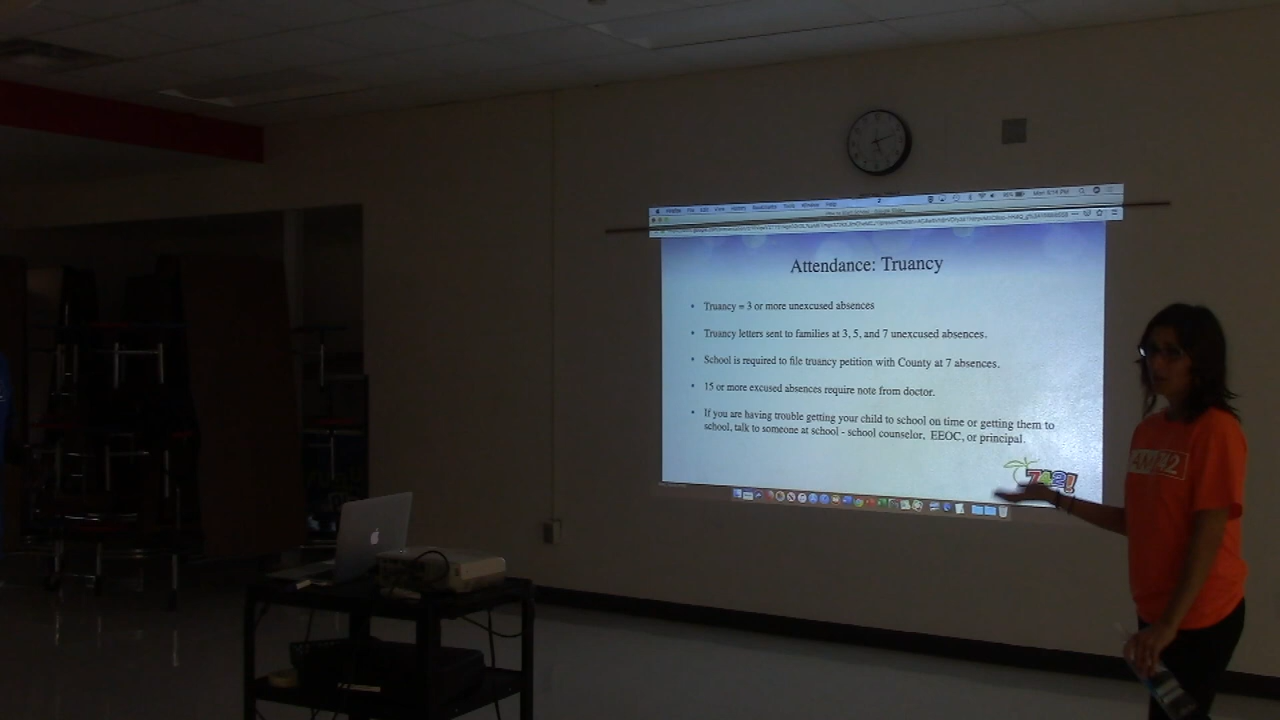 Attendance: Truancy
• Truancy = 3 or more unexcused absences
• Truancy letters sent to families at 3, 5, and 7 unexcused absences.
• School is required to file truancy petition with County at 7 absences.
• 15 or more excused absences require note from doctor.
• If you are having trouble getting your child to school on time or getting them to
school, talk to someone at school - school counselor, EEOC, or principal.
742!